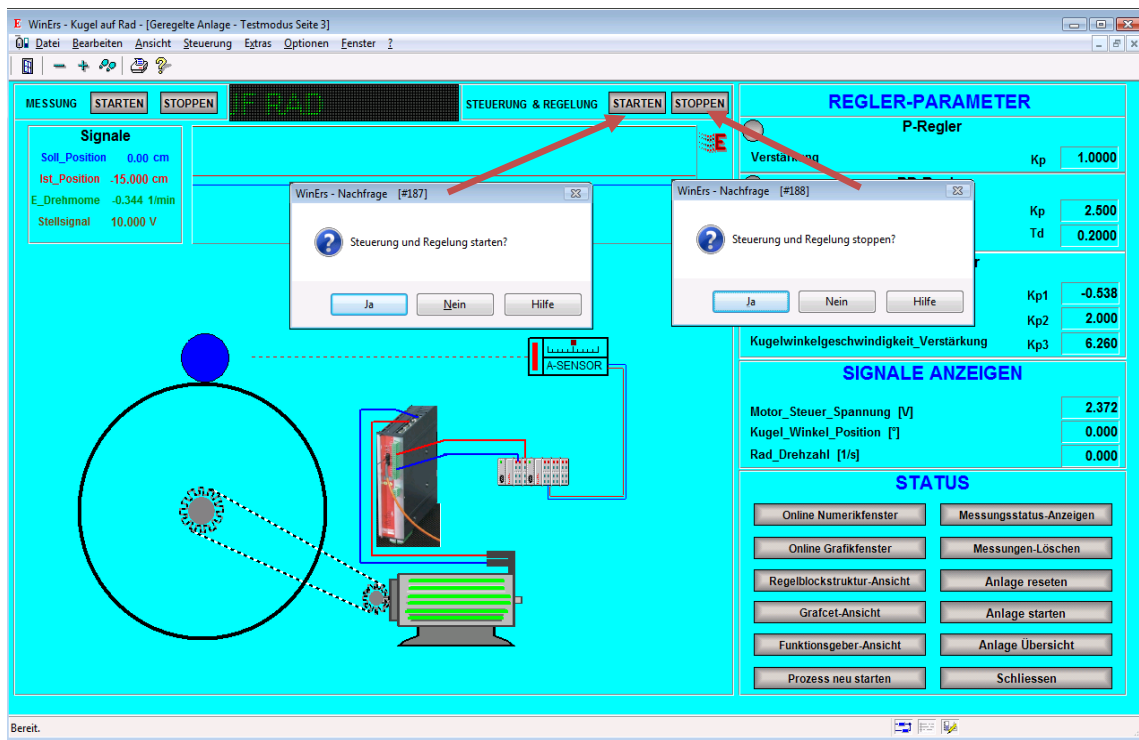 E WinErs - Kugel auf Rad - [Geregelte Anlage - Testmodus Seite 3]
Datei Bearbeiten Ansicht Steuerung Extras Optionen Fenster ?
MESSUNG STARTEN STOPPEN
RAD
STEUERUNG & REGELUNG STARTEN STOPPEN
Signale
Soll_Position 0.00 cm
Ist_Position -15.000 cm
E_Drehmome -0.344 1/min
Stellsignal 10.000 V
E
WinErs - Nachfrage [#187]
Steuerung und Regelung starten?
Ja Nein Hilfe
WinErs - Nachfrage [#188]
Steuerung und Regelung stoppen?
Ja Nein Hilfe
A-SENSOR
REGLER-PARAMETER
P-Regler
Verstärkung Kp 1.0000
Kp 2.500
Td 0.2000
Kp1 -0.538
Kp2 2.000
Kugelwinkelgeschwindigkeit_Verstärkung Kp3 6.260
SIGNALE ANZEIGEN
Motor_Steuer_Spannung [V] 2.372
Kugel_Winkel_Position [°] 0.000
Rad_Drehzahl [1/s] 0.000
STATUS
Online Numerikfenster Messungsstatus-Anzeigen
Online Grafikfenster Messungen-Löschen
Regelblockstruktur-Ansicht Anlage reseten
Grafcet-Ansicht Anlage starten
Funktionsgeber-Ansicht Anlage Übersicht
Prozess neu starten Schliessen
Bereit.